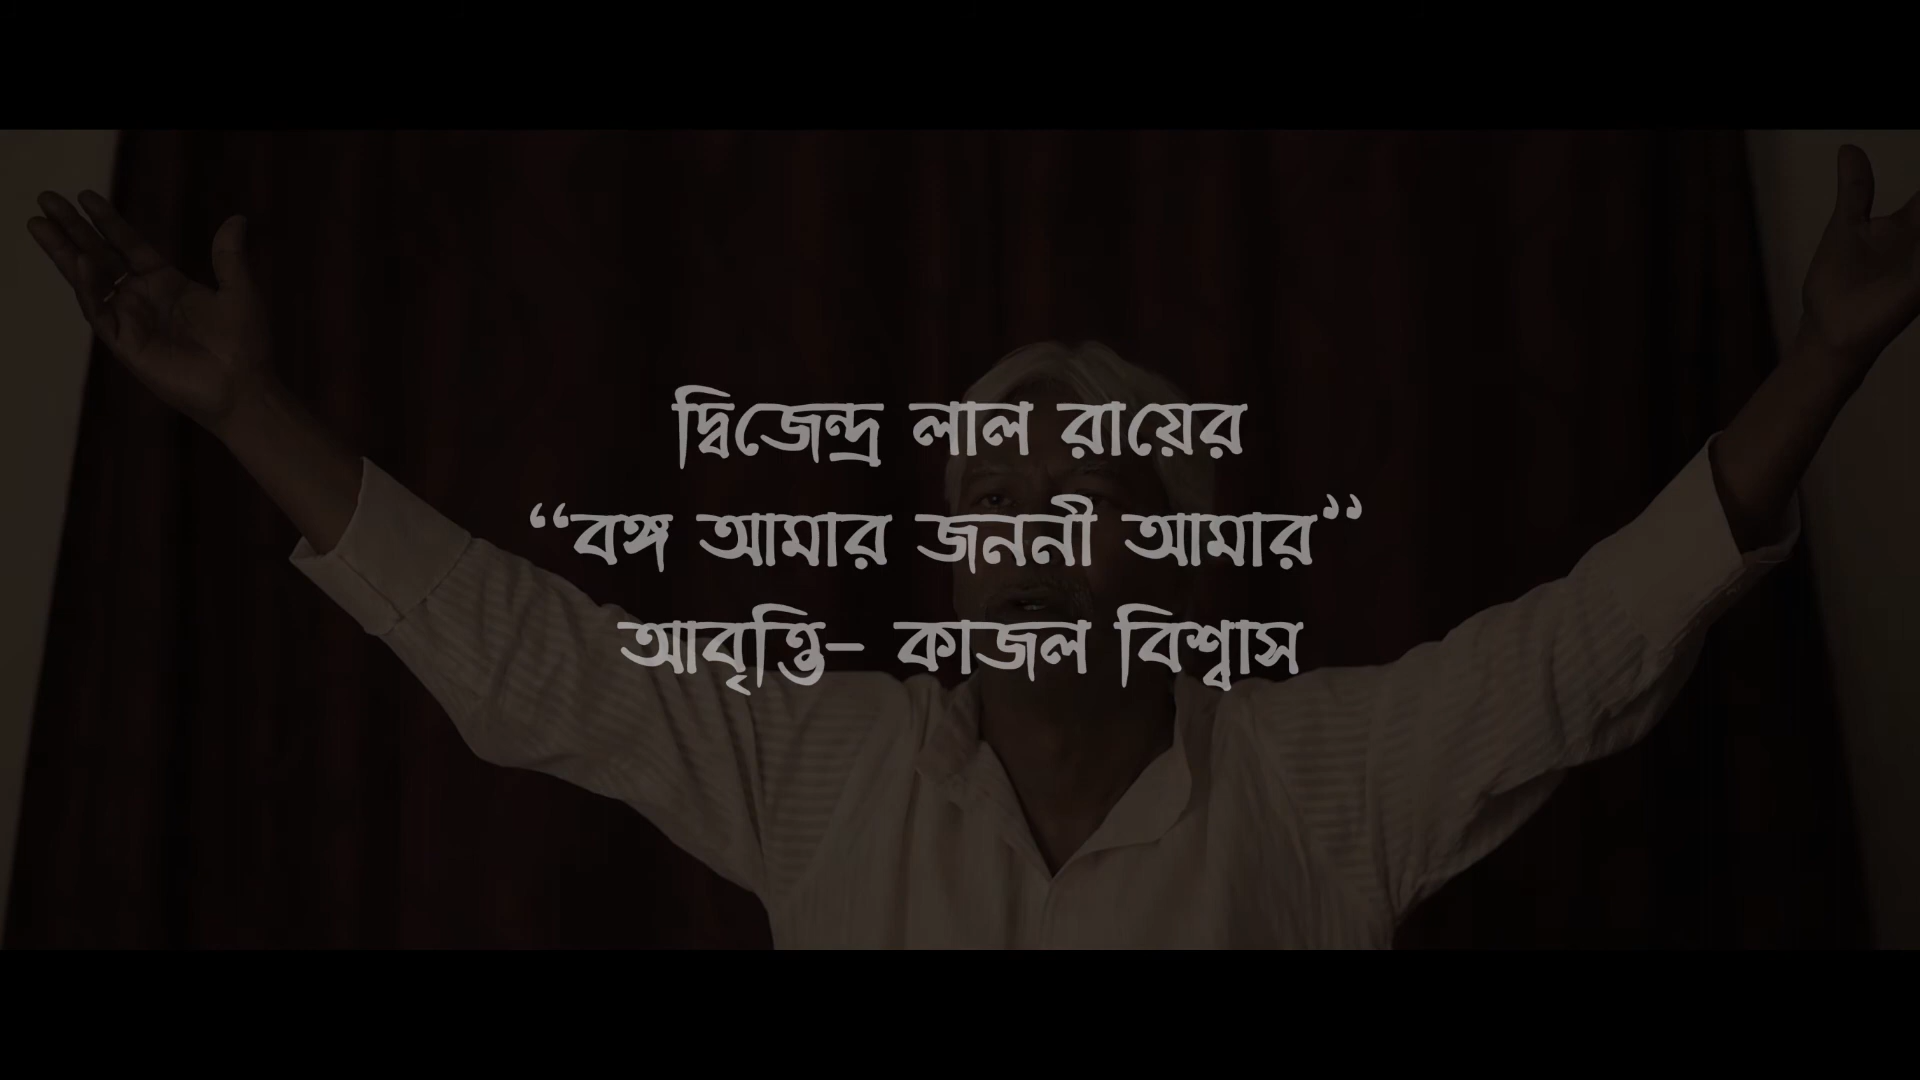 দ্বিজেন্দ্র লাল রায়ের
“বঙ্গ আমার জননী আমার”
আবৃত্তি- কাজল বিশ্বাস